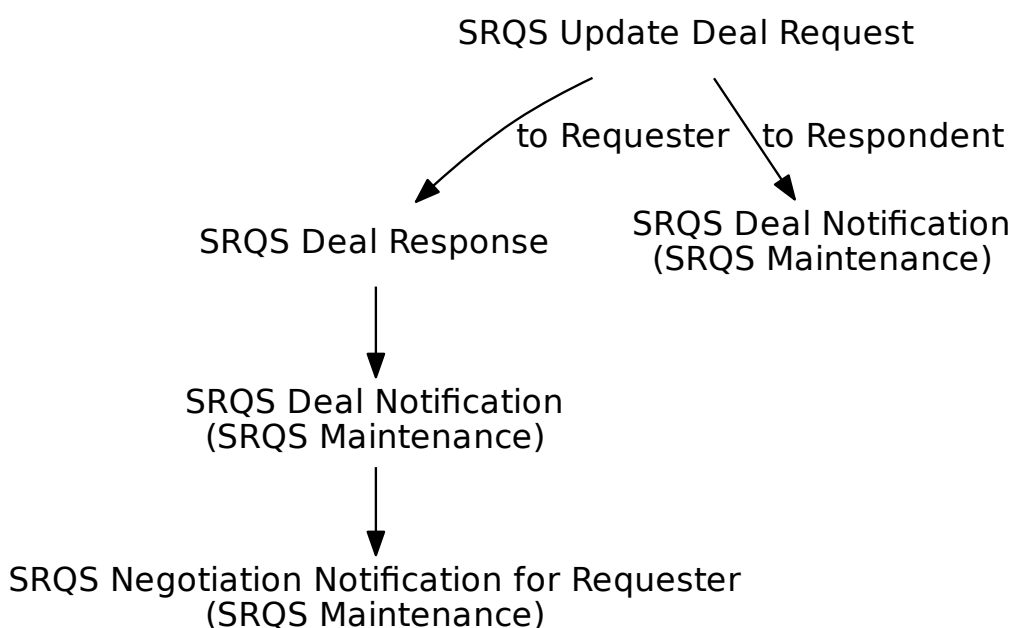 SRQS Update Deal Request
to Requester
to Respondent
SRQS Deal Response
SRQS Deal Notification
(SRQS Maintenance)
SRQS Deal Notification
(SRQS Maintenance)
SRQS Negotiation Notification for Requester
(SRQS Maintenance)